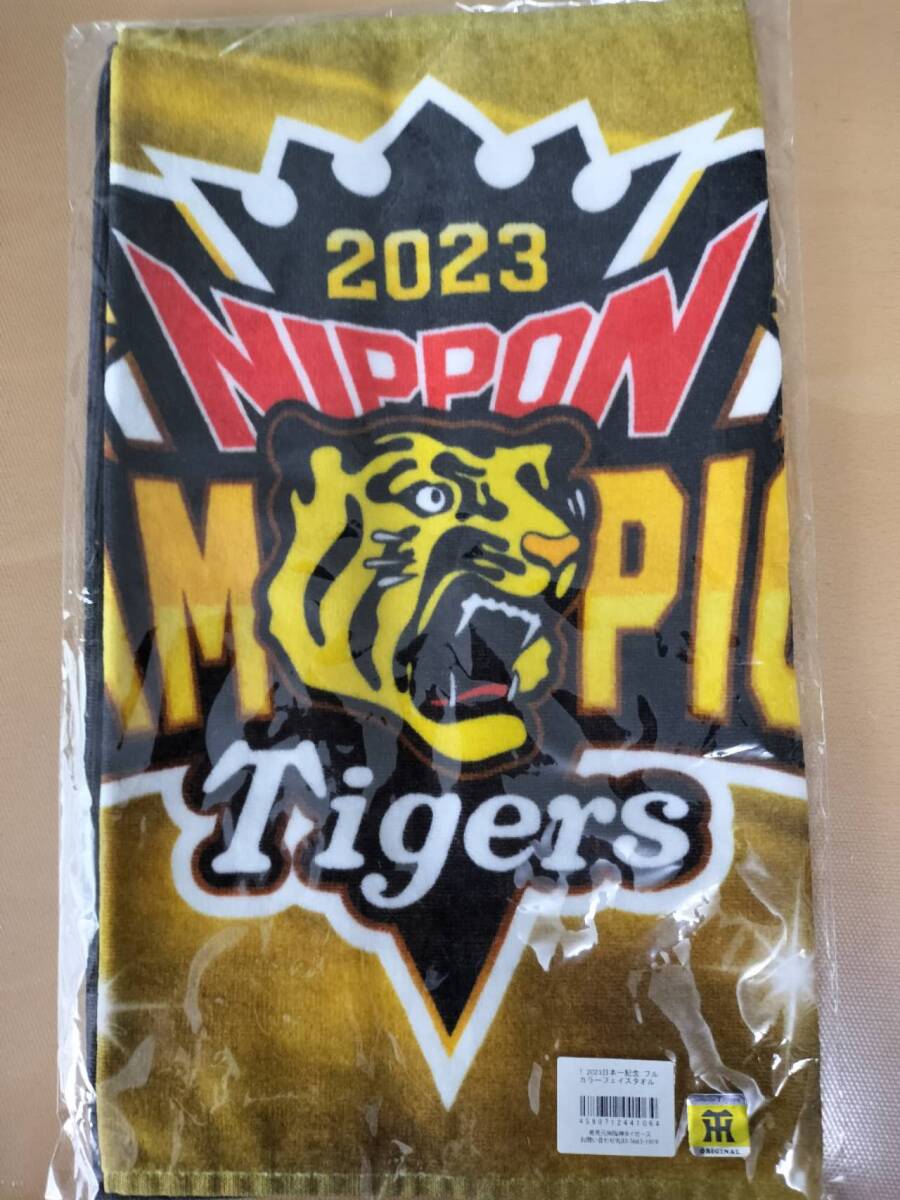 2023
NIPPON
AMPIO
Tigers
T 2023日本一記念 フル
カラーフェイスタオル
ORIGINAL